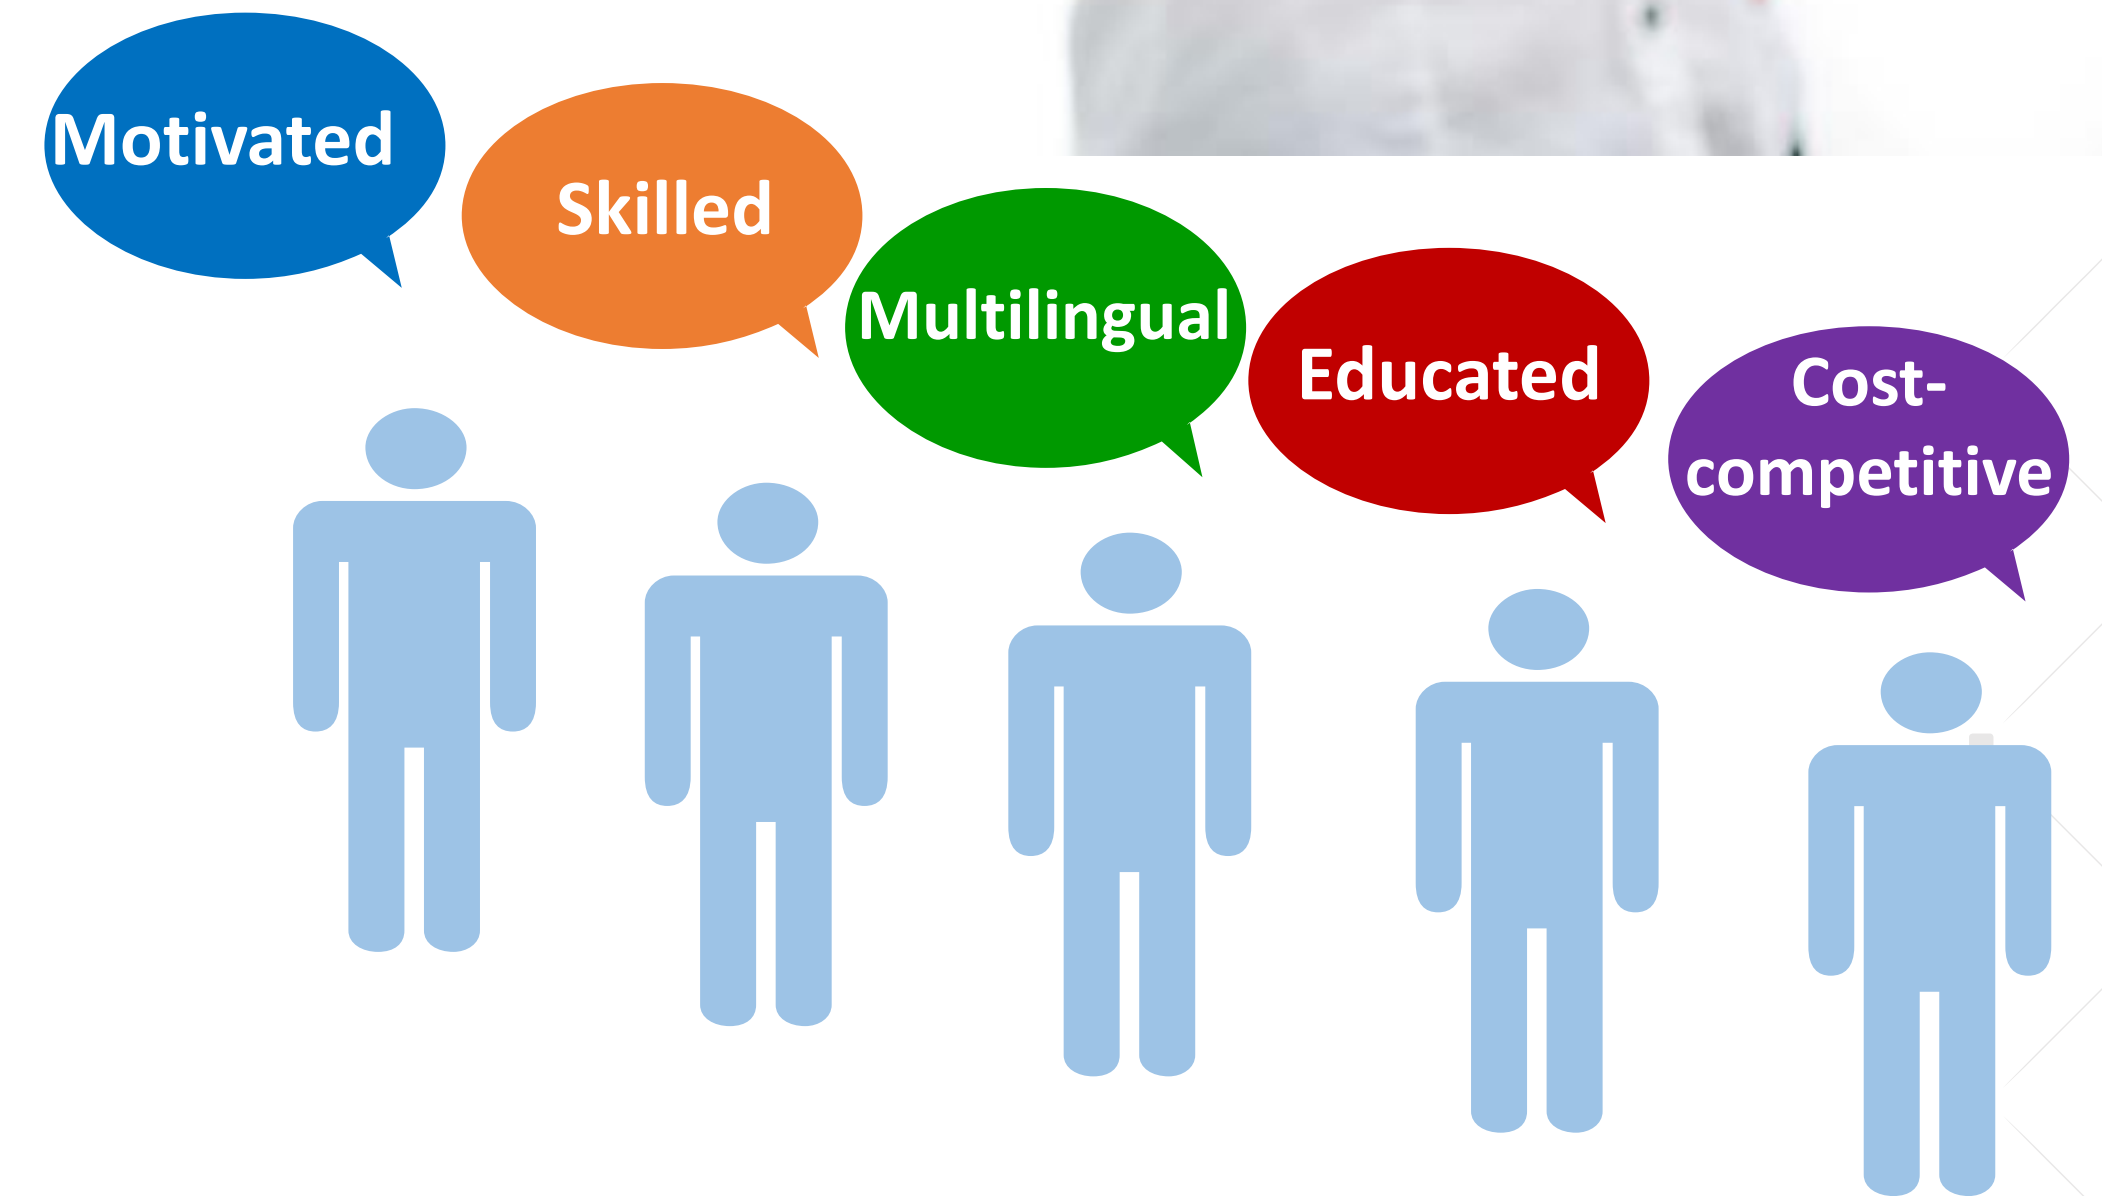 Motivated
Skilled
Multilingual
Educated
Cost-
competitive